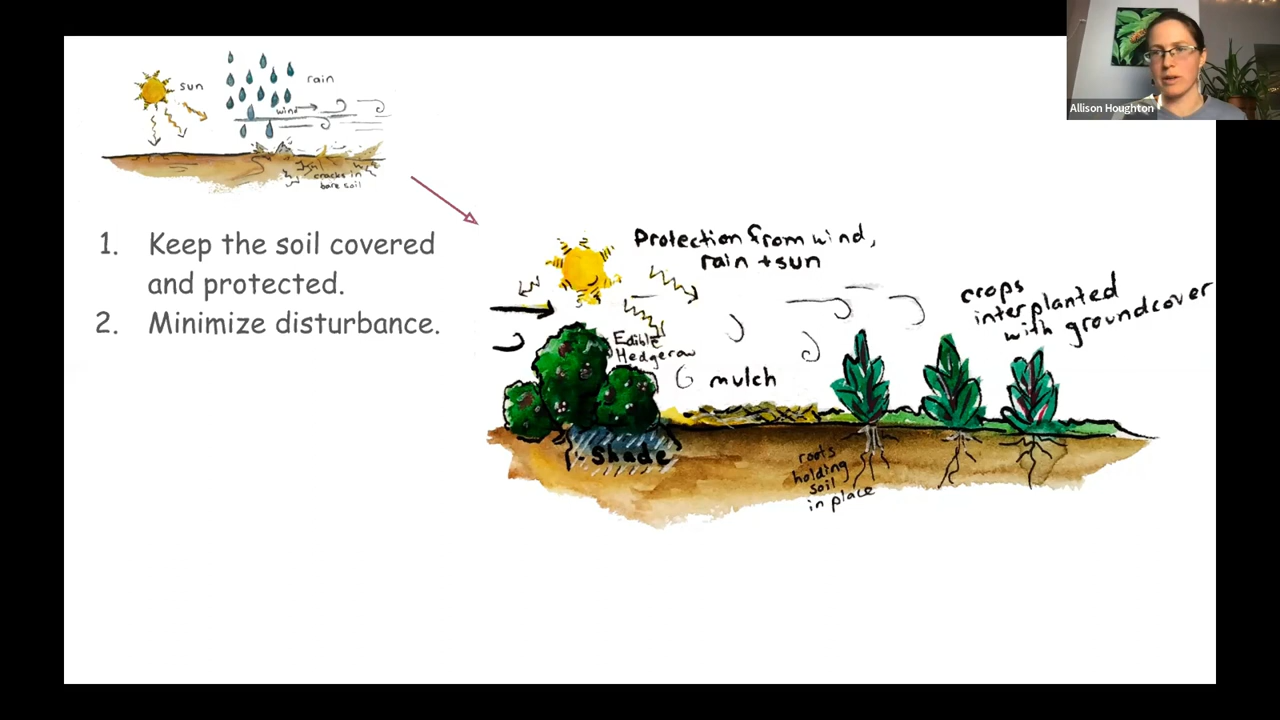 sun
rain
wind
cracks in
bare soil
Allison Houghton
1. Keep the soil covered
and protected.
2. Minimize disturbance.
Protection from wind,
rain + sun
crops
interplanted
with groundcover
Edible
Hedgerow
mulch
Shade
roots
holding
soil
in place